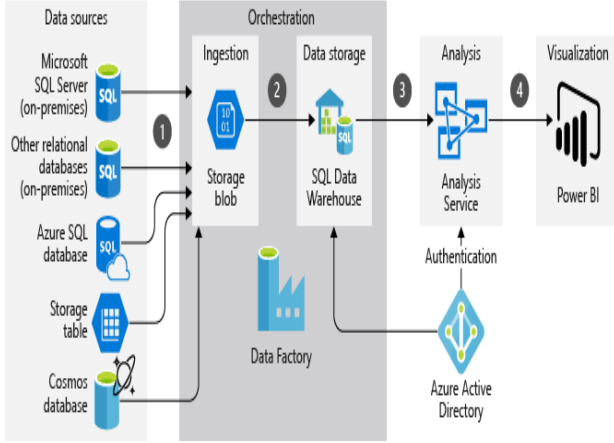 Data sources
Orchestration
Microsoft
SQL Server
(on-premises)
SQL
Ingestion
Data storage
Analysis
Visualization
1
2
3
4
10
01
SQL
Other relational
databases
(on-premises)
SQL
Storage
blob
SQL Data
Warehouse
Analysis
Service
Power BI
Azure SQL
database
SQL
Authentication
Storage
table
Data Factory
Cosmos
database
Azure Active
Directory